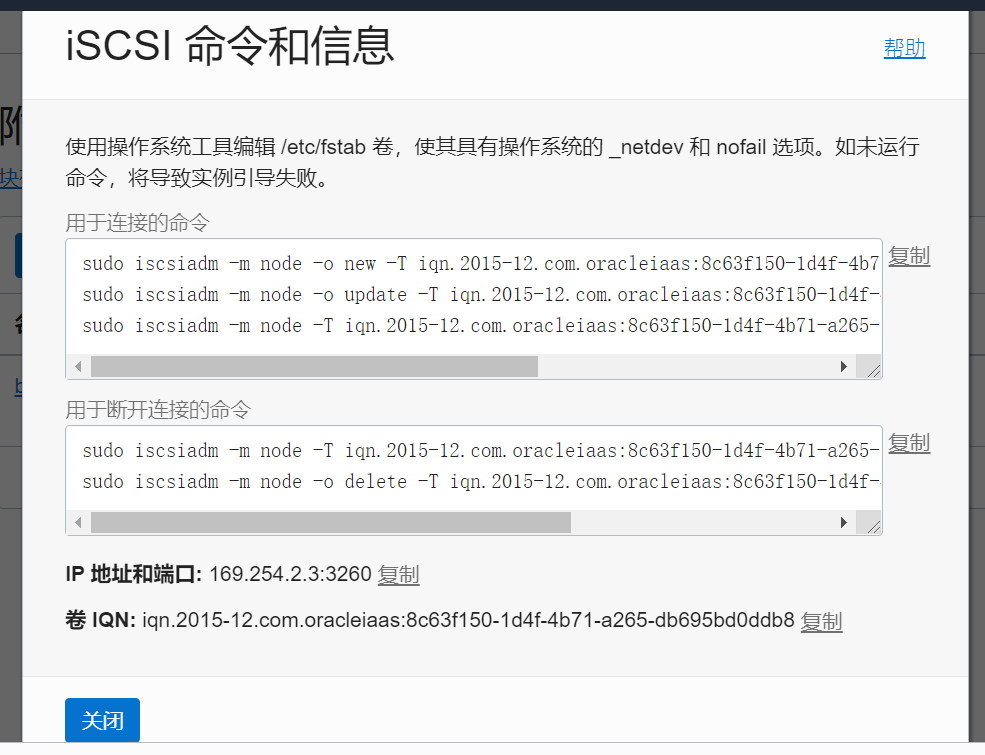 iSCSI 命令和信息
帮助
使用操作系统工具编辑 /etc/fstab 卷，使其具有操作系统的 _netdev 和 nofail 选项。如未运行
命令，将导致实例引导失败。
用于连接的命令
sudo iscsiadm -m node -o new -T iqn.2015-12.com.oracleiaas:8c63f150-1d4f-4b7
复制
sudo iscsiadm -m node -o update -T iqn.2015-12.com.oracleiaas:8c63f150-1d4f-
sudo iscsiadm -m node -T iqn.2015-12.com.oracleiaas:8c63f150-1d4f-4b71-a265-
用于断开连接的命令
sudo iscsiadm -m node -T iqn.2015-12.com.oracleiaas:8c63f150-1d4f-4b71-a265-
复制
sudo iscsiadm -m node -o delete -T iqn.2015-12.com.oracleiaas:8c63f150-1d4f-
IP 地址和端口: 169.254.2.3:3260 复制
卷 IQN: iqn.2015-12.com.oracleiaas:8c63f150-1d4f-4b71-a265-db695bd0ddb8 复制
关闭